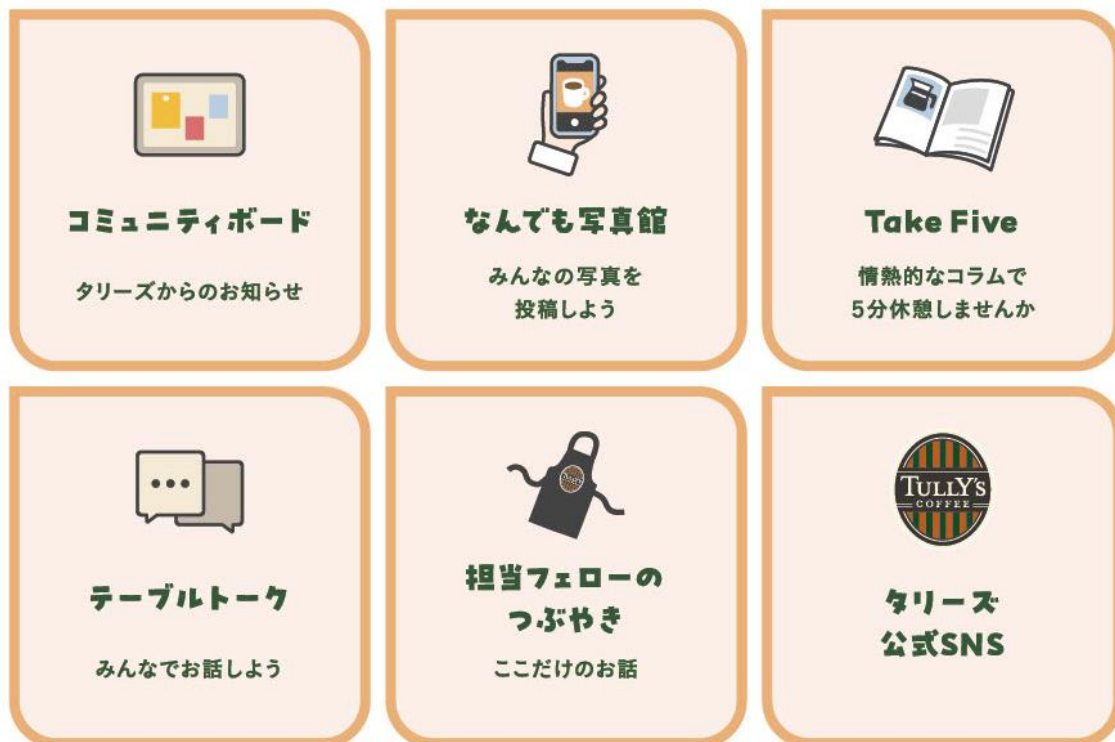 コミュニティボード
タリーズからのお知らせ
なんでも写真館
みんなの写真を
投稿しよう
Take Five
情熱的なコラムで
5分休憩しませんか
テーブルトーク
みんなでお話しよう
担当フェローの
つぶやき
ここだけのお話
TULLY'S
COFFEE
タリーズ
公式SNS